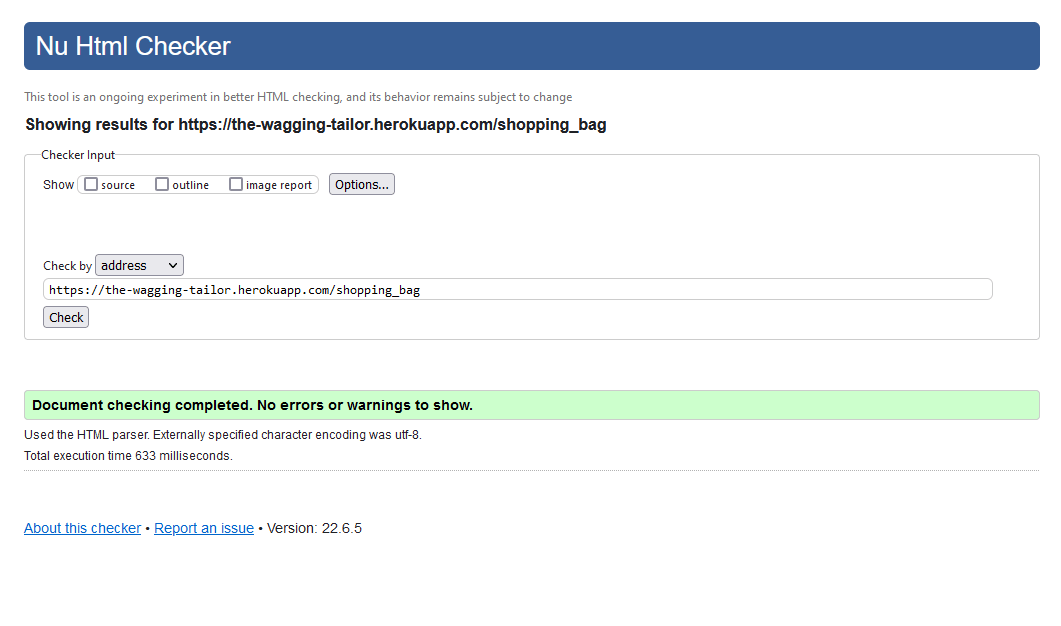 Nu Html Checker
This tool is an ongoing experiment in better HTML checking, and its behavior remains subject to change
Showing results for https://the-wagging-tailor.herokuapp.com/shopping_bag
Checker Input
Show source outline image report Options...
Check by address
https://the-wagging-tailor.herokuapp.com/shopping_bag
Check
Document checking completed. No errors or warnings to show.
Used the HTML parser. Externally specified character encoding was utf-8.
Total execution time 633 milliseconds.
About this checker • Report an issue • Version: 22.6.5